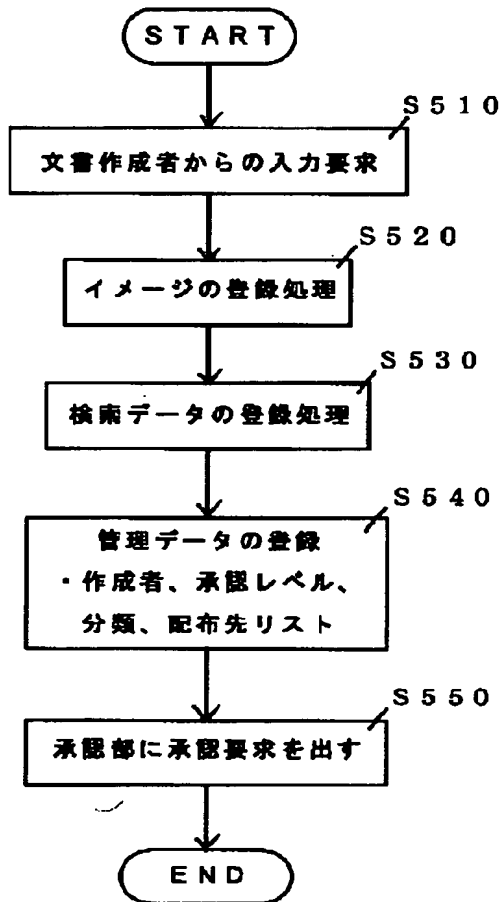 START
S510
文書作成者からの入力要求
S520
イメージの登録処理
S530
検索データの登録処理
S540
管理データの登録
・作成者、承認レベル、
分類、配布先リスト
S550
承認部に承認要求を出す
END